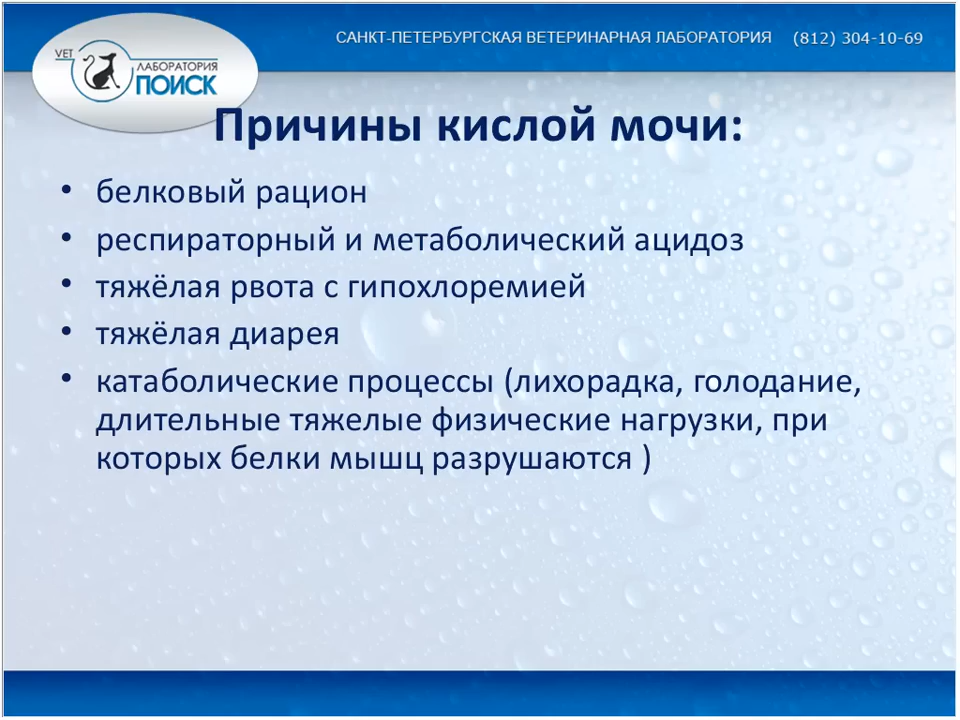 САНКТ-ПЕТЕРБУРГСКАЯ ВЕТЕРИНАРНАЯ ЛАБОРАТОРИЯ (812) 304-10-69
VET
ЛАБОРАТОРИЯ
ПОИСК
Причины кислой мочи:
• белковый рацион
• респираторный и метаболический ацидоз
• тяжёлая рвота с гипохлоремией
• тяжёлая диарея
• катаболические процессы (лихорадка, голодание,
длительные тяжелые физические нагрузки, при
которых белки мышц разрушаются )